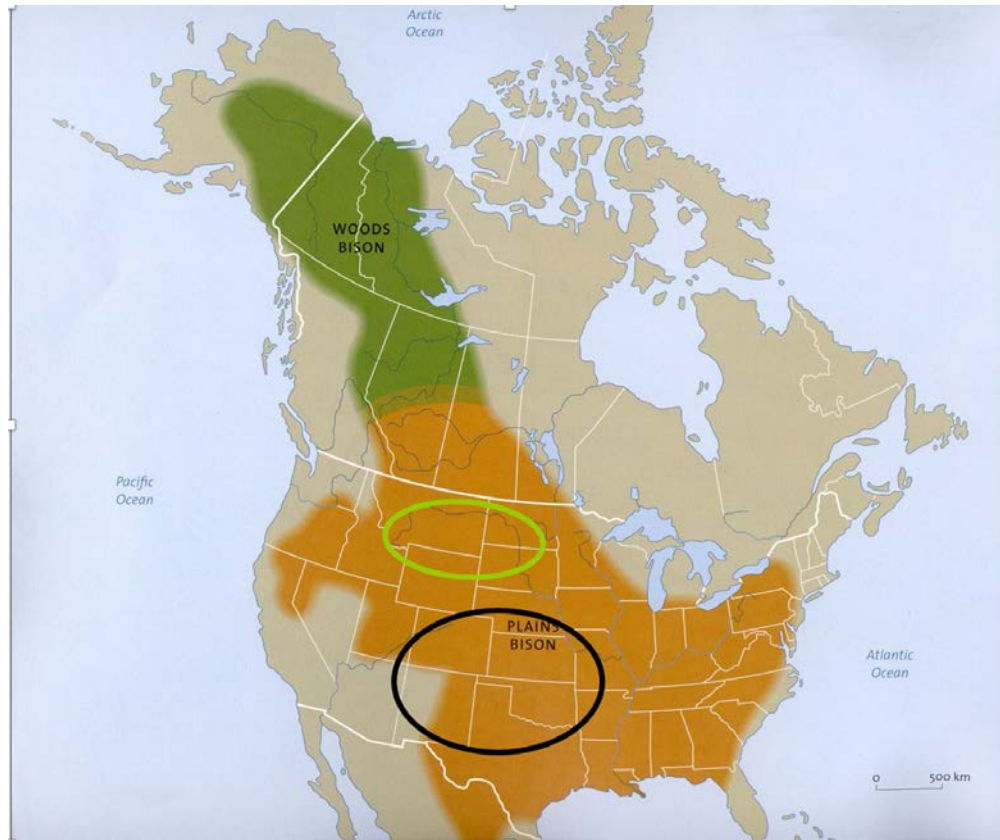 Arctic
Ocean
WOODS
BISON
Pacific
Ocean
PLAINS
BISON
Atlantic
Ocean
0 500 km